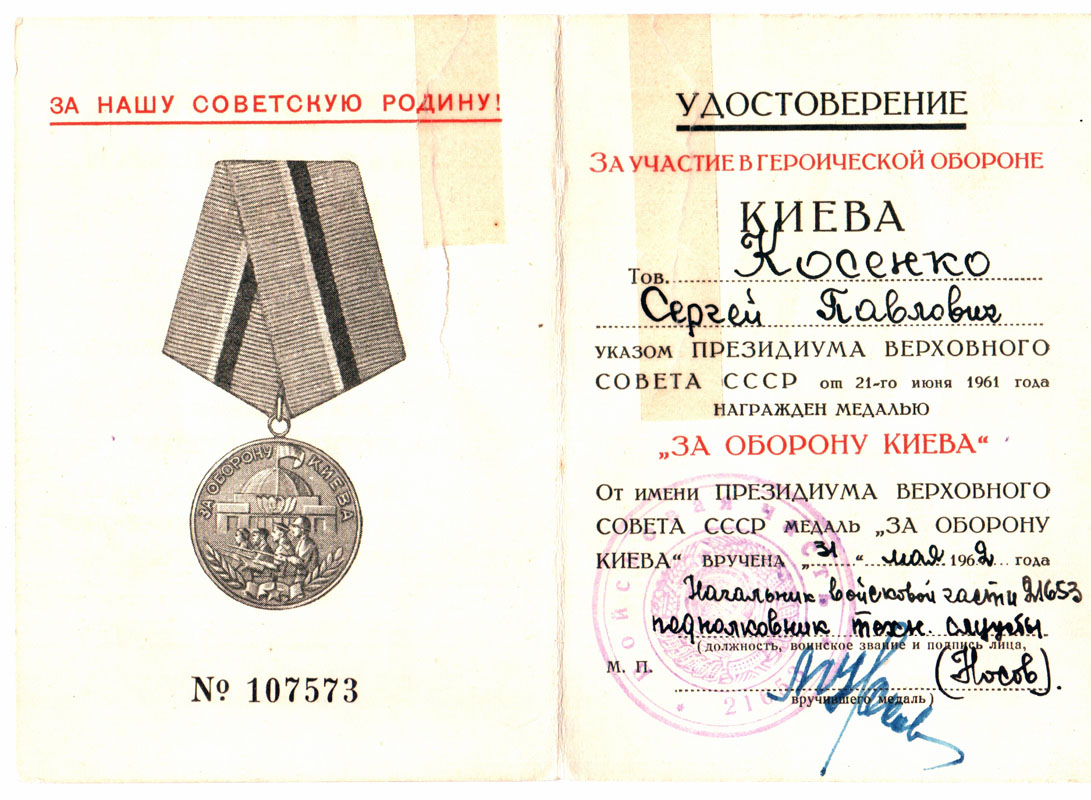 ЗА НАШУ СОВЕТСКУЮ РОДИНУ!
ЗА ОБОРОНУ КИЕВА
№ 107573
УДОСТОВЕРЕНИЕ
ЗА УЧАСТИЕ В ГЕРОИЧЕСКОЙ ОБОРОНЕ
КИЕВА
Тов. Косенко
Сергей Павлович
УКАЗОМ ПРЕЗИДИУМА ВЕРХОВНОГО
СОВЕТА СССР от 21-го июня 1961 года
НАГРАЖДЕН МЕДАЛЬЮ
„ЗА ОБОРОНУ КИЕВА“
От имени ПРЕЗИДИУМА ВЕРХОВНОГО
СОВЕТА СССР МЕДАЛЬ „ЗА ОБОРОНУ
КИЕВА“ ВРУЧЕНА „31“ мая 1962 года
Начальник войсковой части 21653
подполковник техн. службы
(должность, воинское звание и подпись лица,
М. П. (Носов).
вручившего медаль)
Войсковая часть
21653